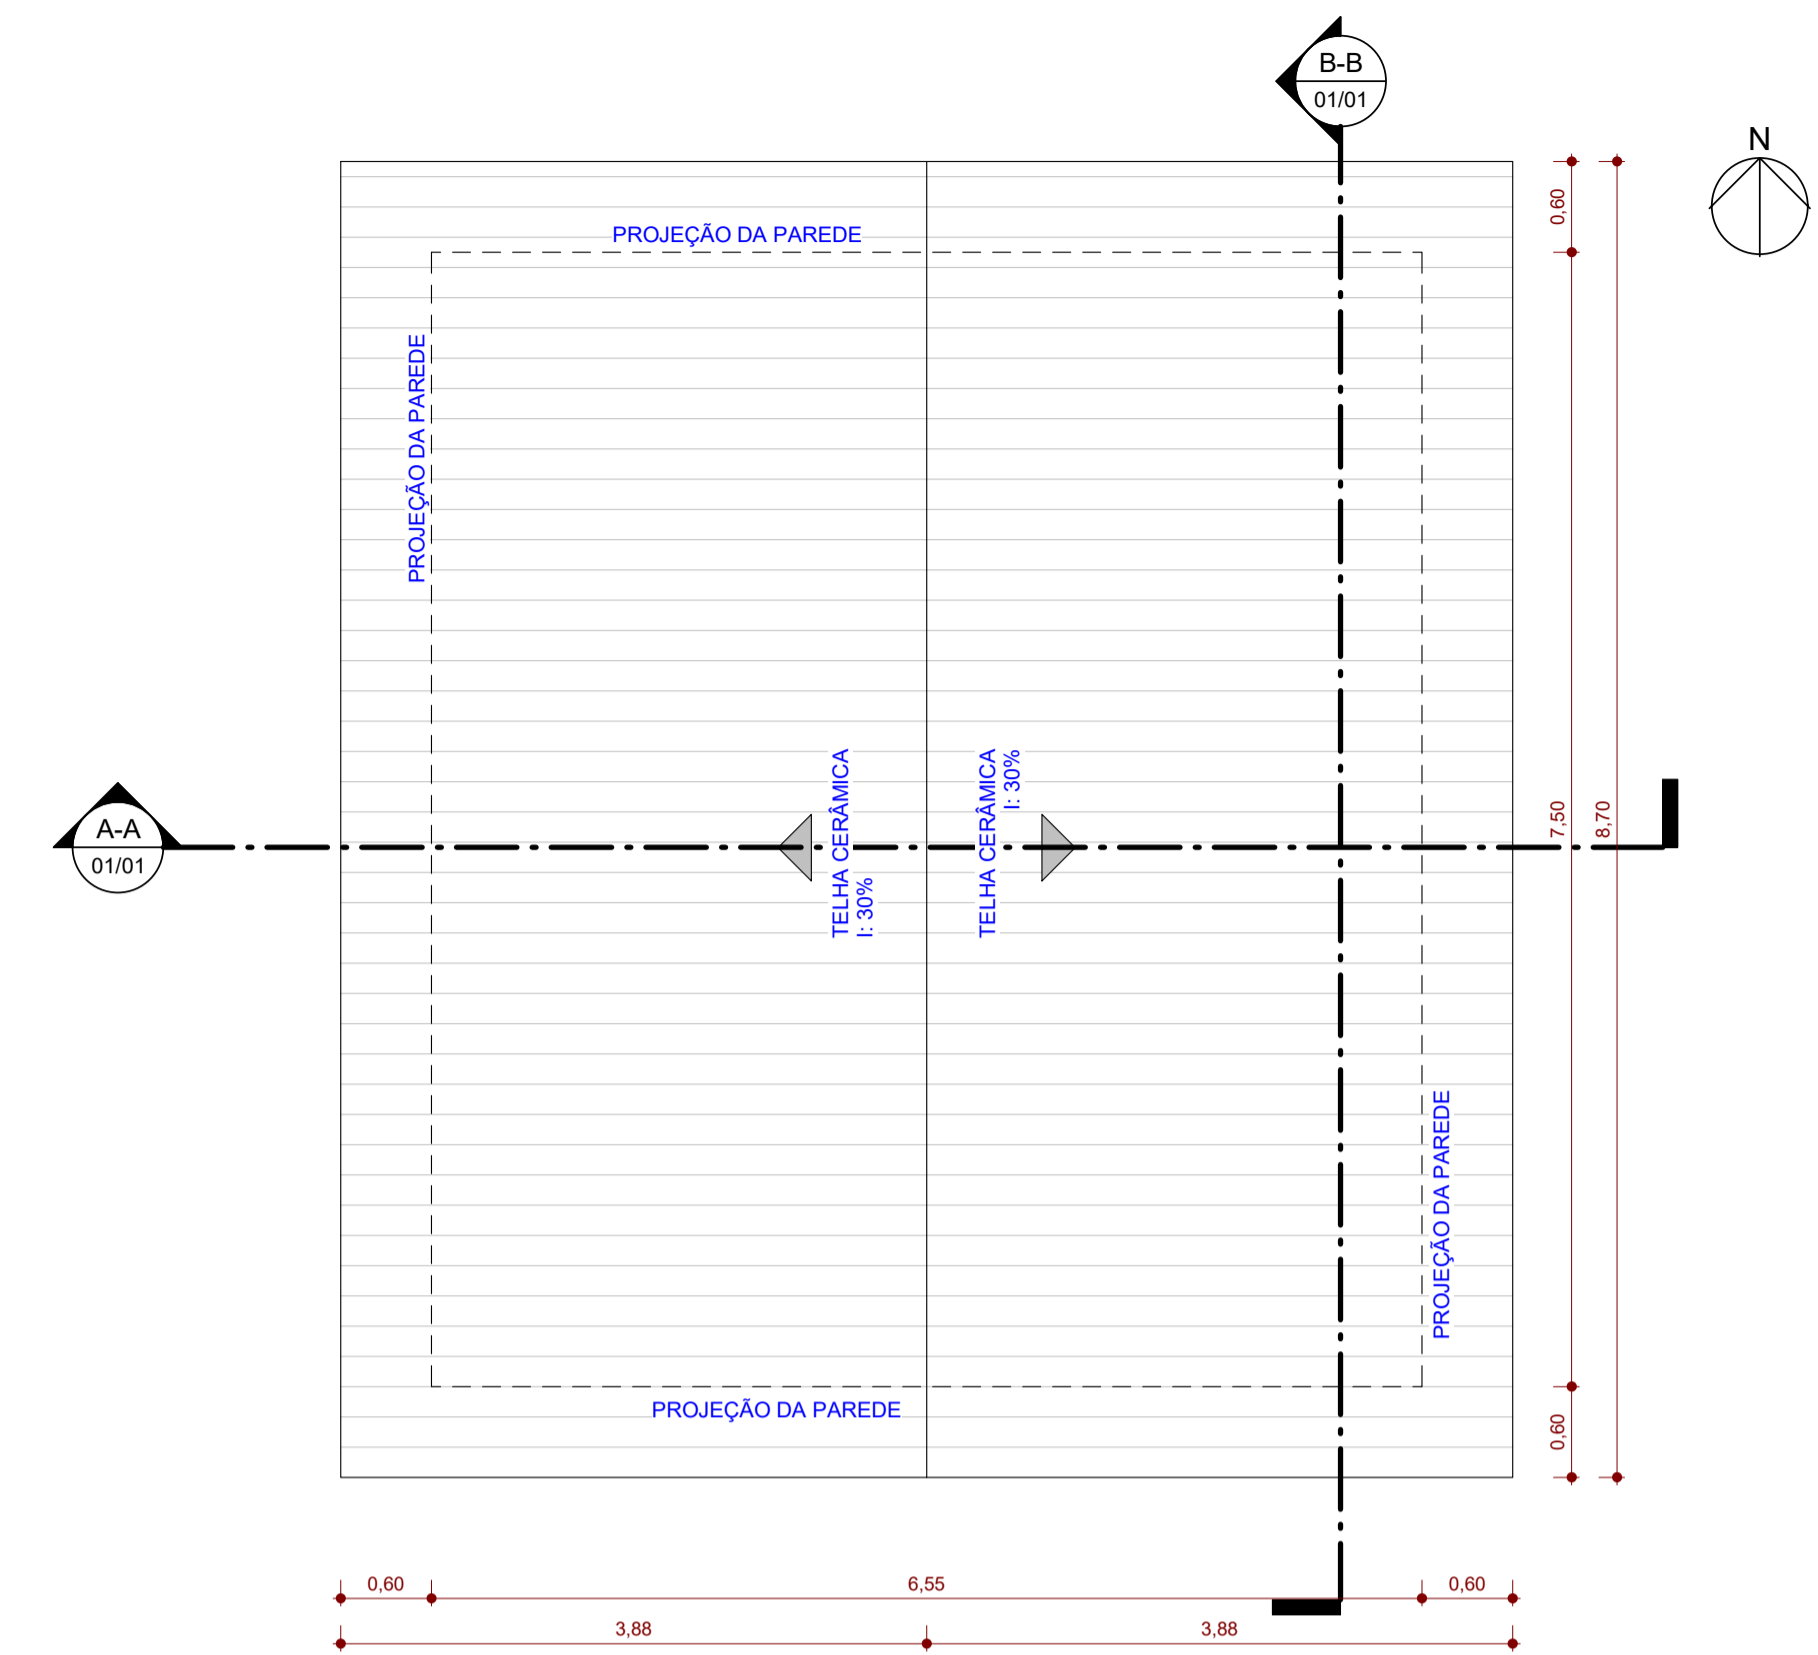 B-B
01/01
N
0,60
PROJEÇÃO DA PAREDE
PROJEÇÃO DA PAREDE
TELHA CERÂMICA
I: 30%
TELHA CERÂMICA
I: 30%
7,50
8,70
A-A
01/01
PROJEÇÃO DA PAREDE
PROJEÇÃO DA PAREDE
0,60
0,60
6,55
0,60
3,88
3,88